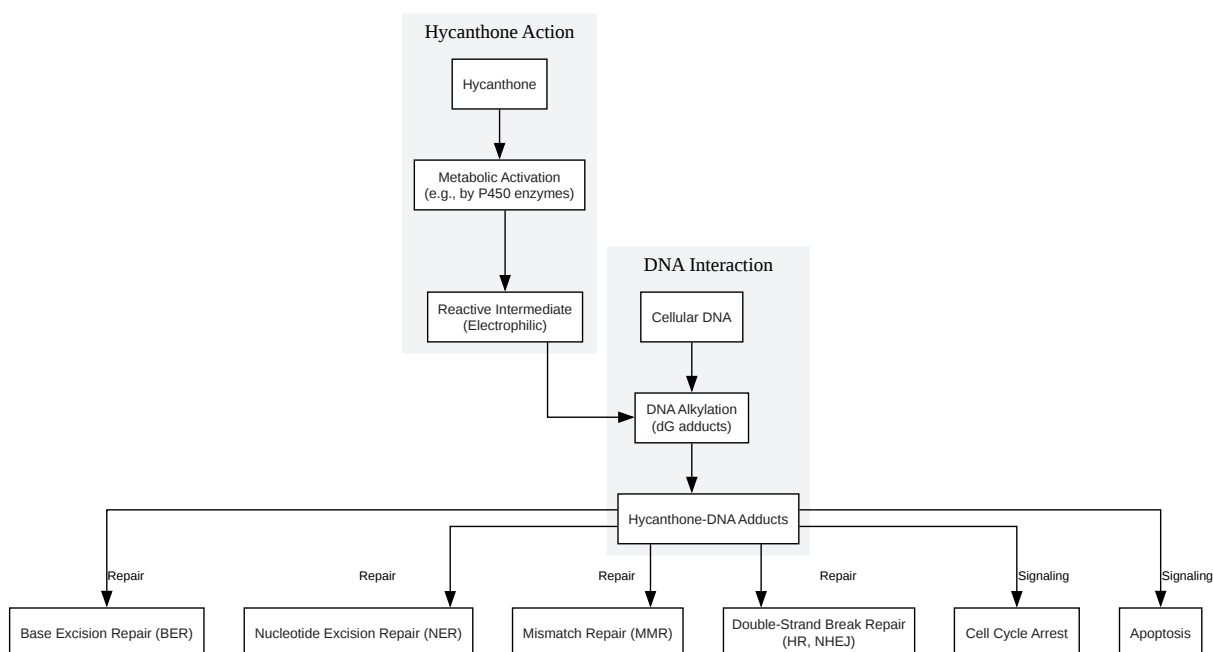 Hycanthone Action
Hycanthone
Metabolic Activation
(e.g., by P450 enzymes)
Reactive Intermediate
(Electrophilic)
DNA Interaction
Cellular DNA
DNA Alkylation
(dG adducts)
Hycanthone-DNA Adducts
Repair
Repair
Repair
Repair
Signaling
Signaling
Base Excision Repair (BER)
Nucleotide Excision Repair (NER)
Mismatch Repair (MMR)
Double-Strand Break Repair
(HR, NHEJ)
Cell Cycle Arrest
Apoptosis